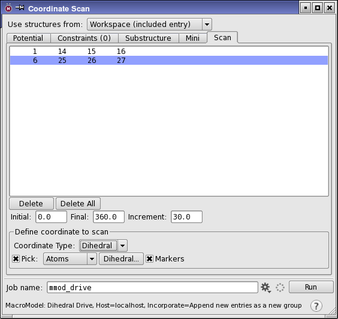 Coordinate Scan
Use structures from: Workspace (included entry)
Potential Constraints (0) Substructure Mini Scan
1 14 15 16
6 25 26 27
Delete Delete All
Initial: 0.0 Final: 360.0 Increment: 30.0
Define coordinate to scan
Coordinate Type: Dihedral
Pick: Atoms Dihedral... Markers
Job name: mmod_drive Run
MacroModel: Dihedral Drive, Host=localhost, Incorporate=Append new entries as a new group ?